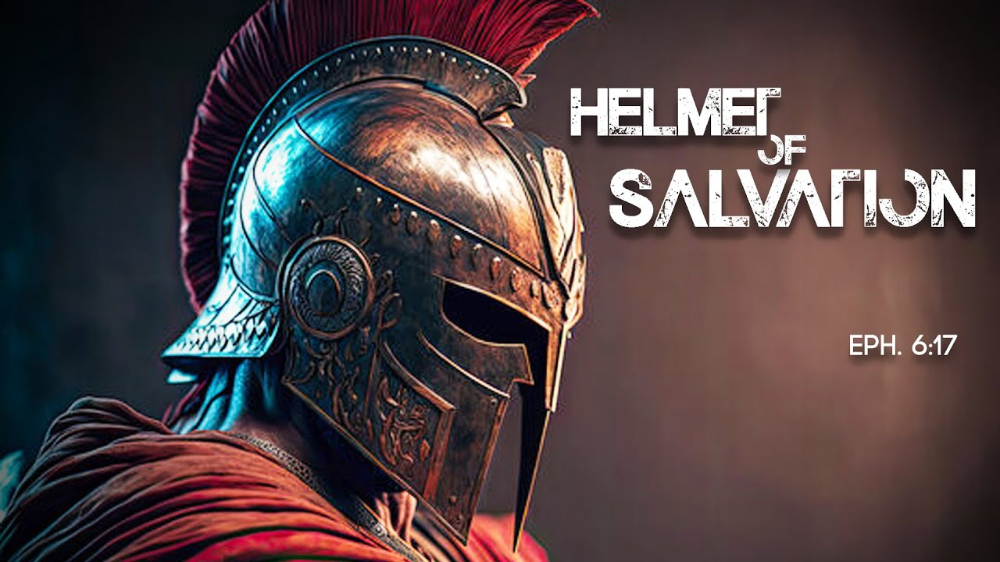 HELMET
OF
SALVATION
EPH. 6:17